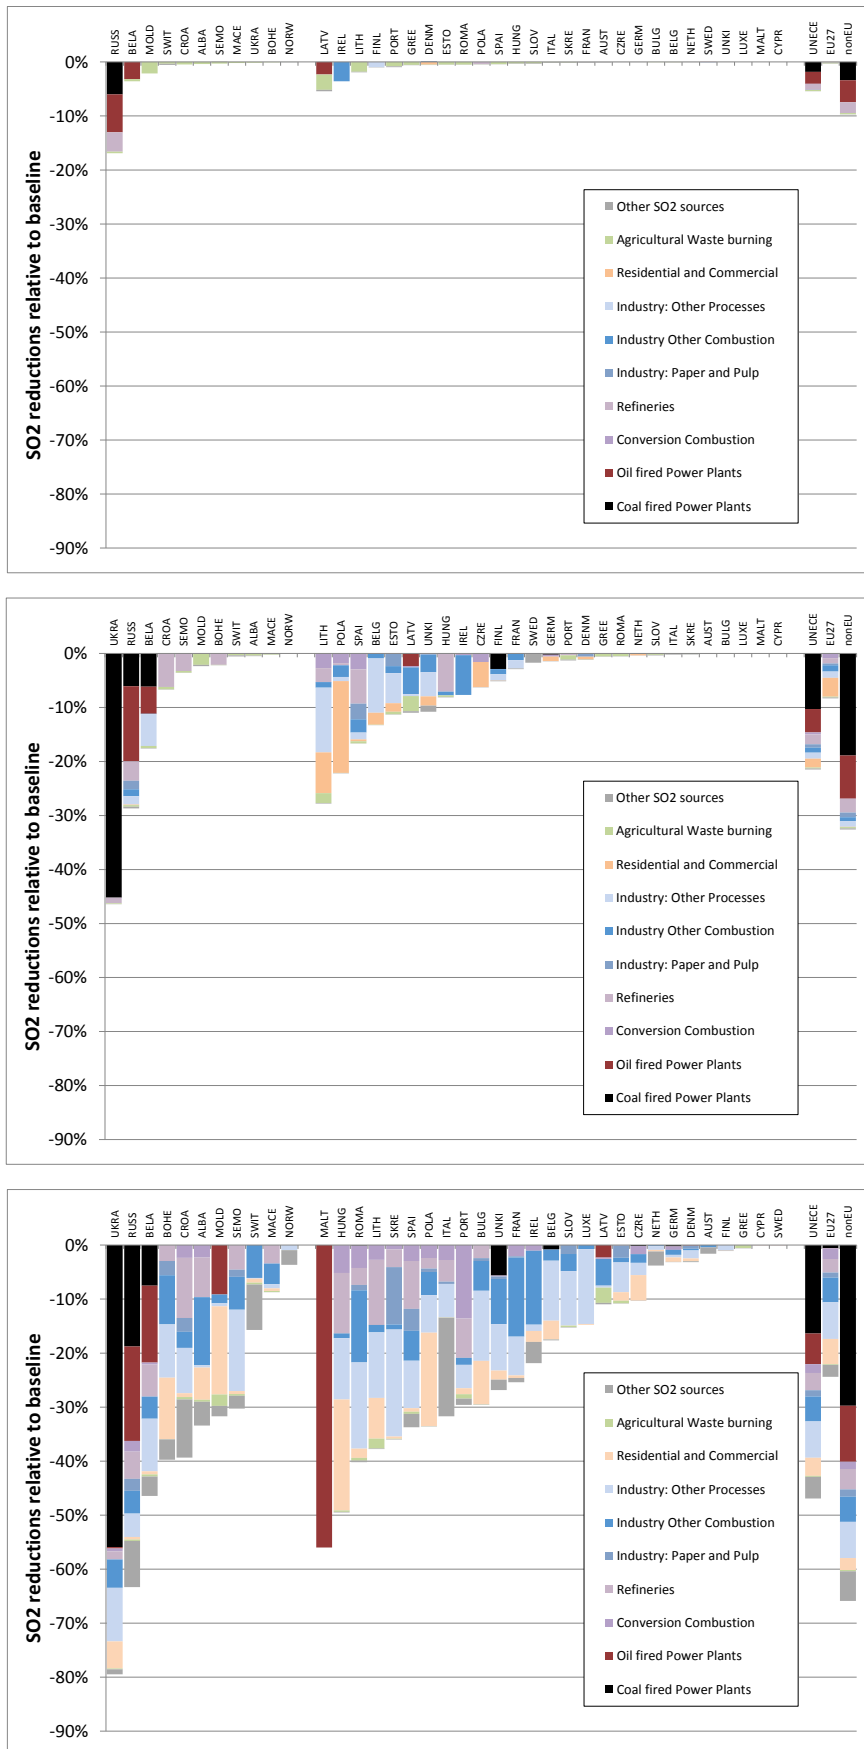 RUSS BELA MOLD SWIT CROA ALBA SEMO MACE UKRA BOHE NORW LATV IREL LITH FINL PORT GREE DENM ESTO ROMA POLA SPAI HUNG SLOV ITAL SKRE FRAN AUST CZRE GERM BULG BELG NETH SWED UNKI LUXE MALT CYPR UNECE EU27 nonEU
SO2 reductions relative to baseline
0%
-10%
-20%
-30%
-40%
-50%
-60%
-70%
-80%
-90%
Other SO2 sources
Agricultural Waste burning
Residential and Commercial
Industry: Other Processes
Industry Other Combustion
Industry: Paper and Pulp
Refineries
Conversion Combustion
Oil fired Power Plants
Coal fired Power Plants
UKRA RUSS BELA CROA SEMO MOLD BOHE SWIT ALBA MACE NORW LITH POLA SPAI BELG ESTO LATV UNKI HUNG IREL CZRE FINL FRAN SWED GERM PORT DENM GREE ROMA NETH SLOV ITAL SKRE AUST BULG LUXE MALT CYPR UNECE EU27 nonEU
SO2 reductions relative to baseline
0%
-10%
-20%
-30%
-40%
-50%
-60%
-70%
-80%
-90%
Other SO2 sources
Agricultural Waste burning
Residential and Commercial
Industry: Other Processes
Industry Other Combustion
Industry: Paper and Pulp
Refineries
Conversion Combustion
Oil fired Power Plants
Coal fired Power Plants
UKRA RUSS BELA BOHE CROA ALBA MOLD SEMO SWIT MACE NORW MALT HUNG ROMA LITH SKRE SPAI POLA ITAL PORT BULG UNKI FRAN IREL BELG SLOV LUXE LATV ESTO CZRE NETH GERM DENM AUST FINL GREE CYPR SWED UNECE EU27 nonEU
SO2 reductions relative to baseline
0%
-10%
-20%
-30%
-40%
-50%
-60%
-70%
-80%
-90%
Other SO2 sources
Agricultural Waste burning
Residential and Commercial
Industry: Other Processes
Industry Other Combustion
Industry: Paper and Pulp
Refineries
Conversion Combustion
Oil fired Power Plants
Coal fired Power Plants